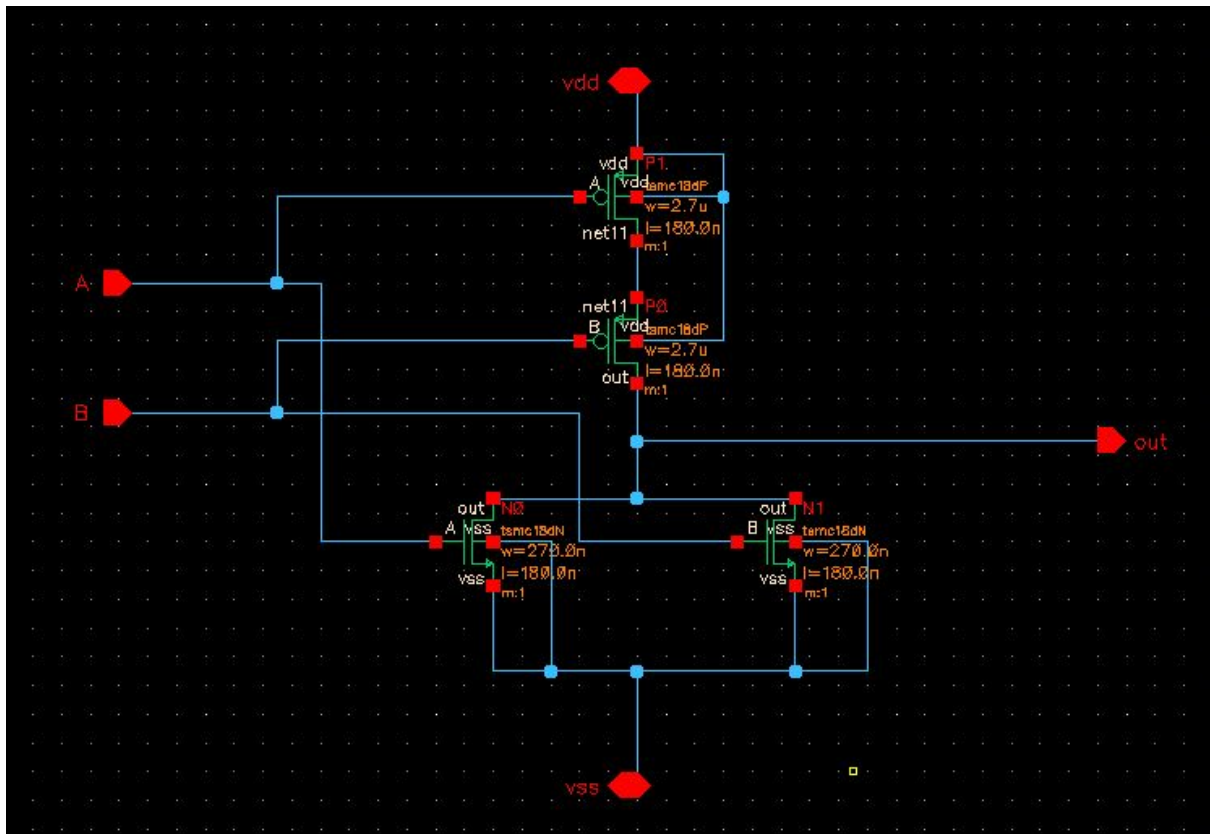 vdd
vdd
P1
A
vdd
tsmc18dP
w=2.7u
net11
l=180.0n
m:1
A
net11
P0
B
vdd
tsmc18dP
w=2.7u
out
l=180.0n
m:1
B
out
out
N0
A
vss
tsmc18dN
w=270.0n
vss
l=180.0n
m:1
out
N1
B
vss
tsmc18dN
w=270.0n
vss
l=180.0n
m:1
vss